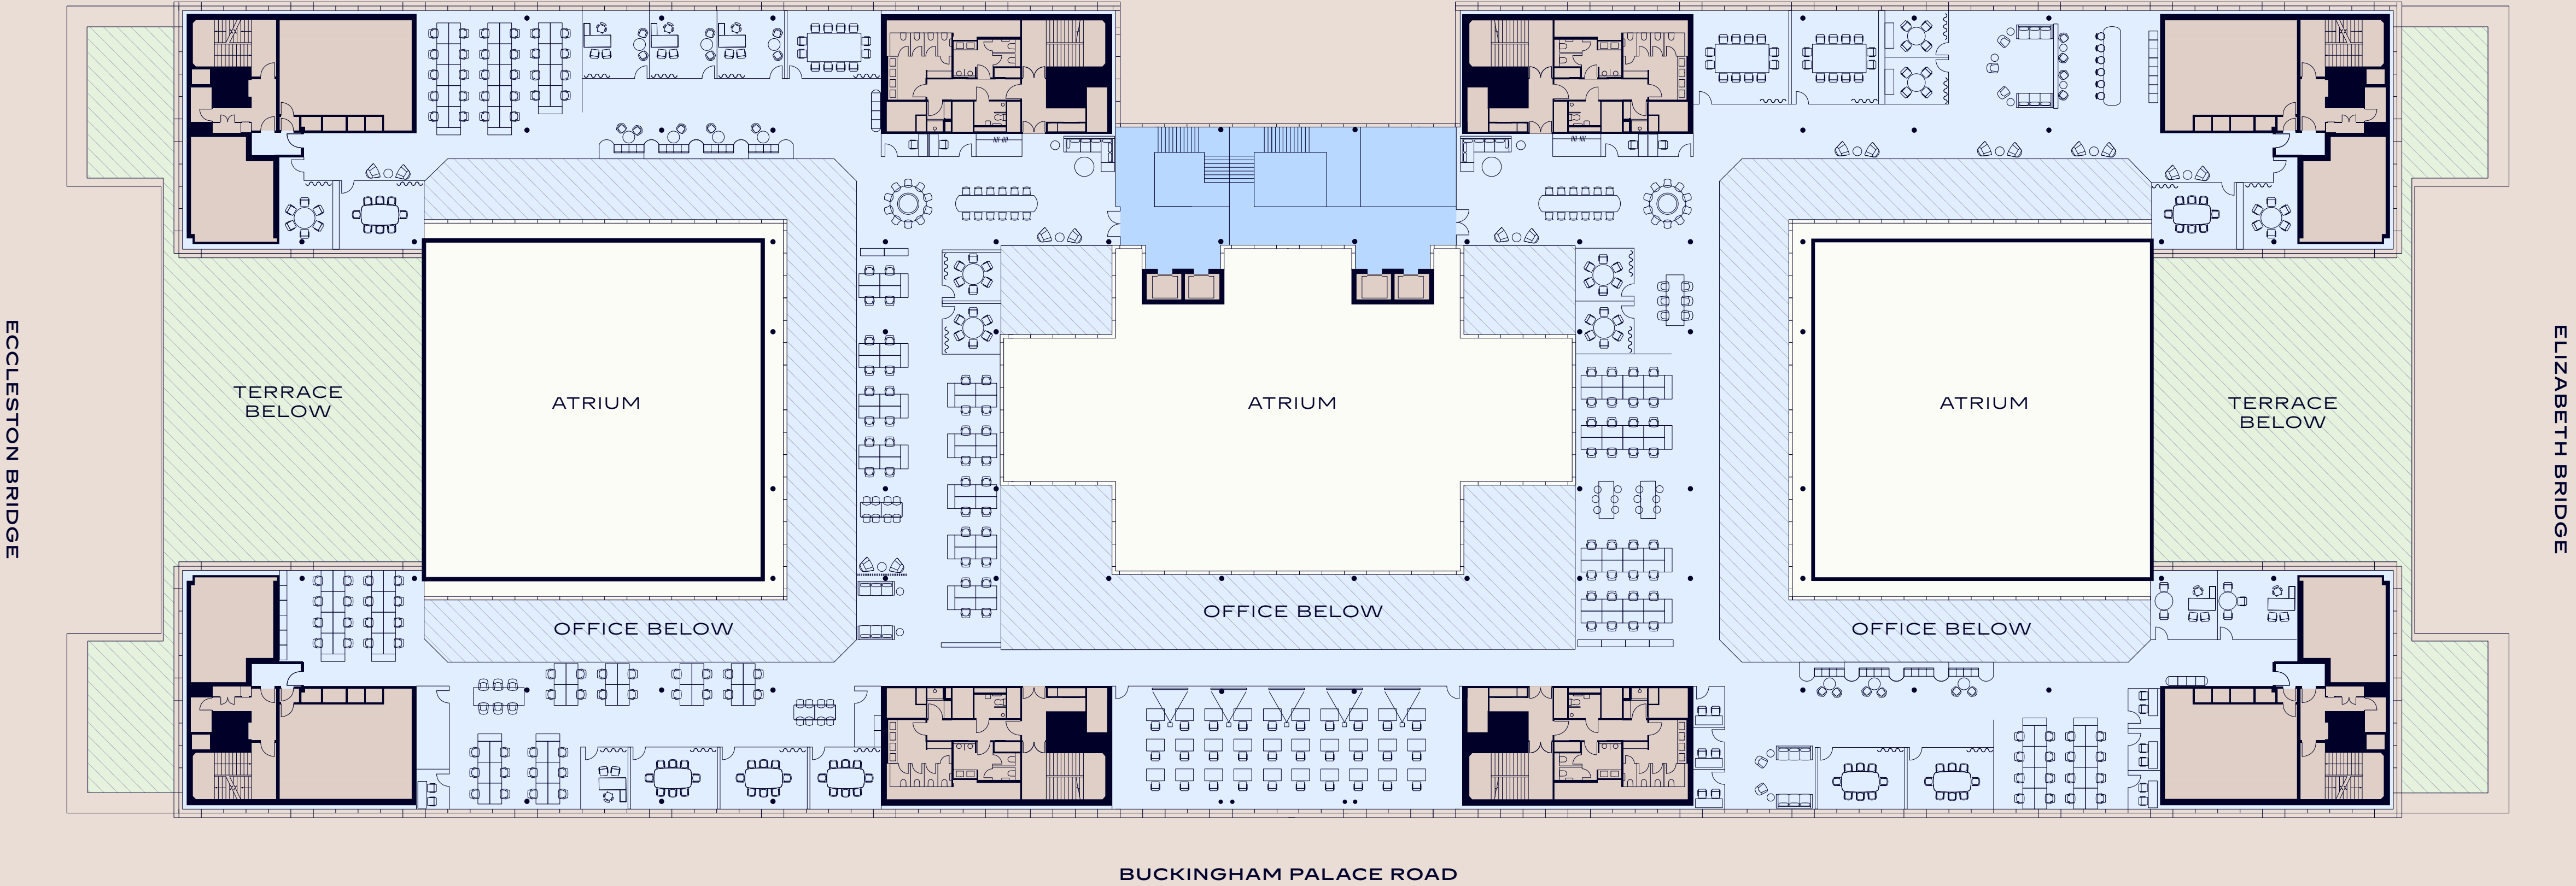 ECCLESTON BRIDGE
TERRACE
BELOW
ATRIUM
ATRIUM
ATRIUM
TERRACE
BELOW
ELIZABETH BRIDGE
OFFICE BELOW
OFFICE BELOW
OFFICE BELOW
BUCKINGHAM PALACE ROAD